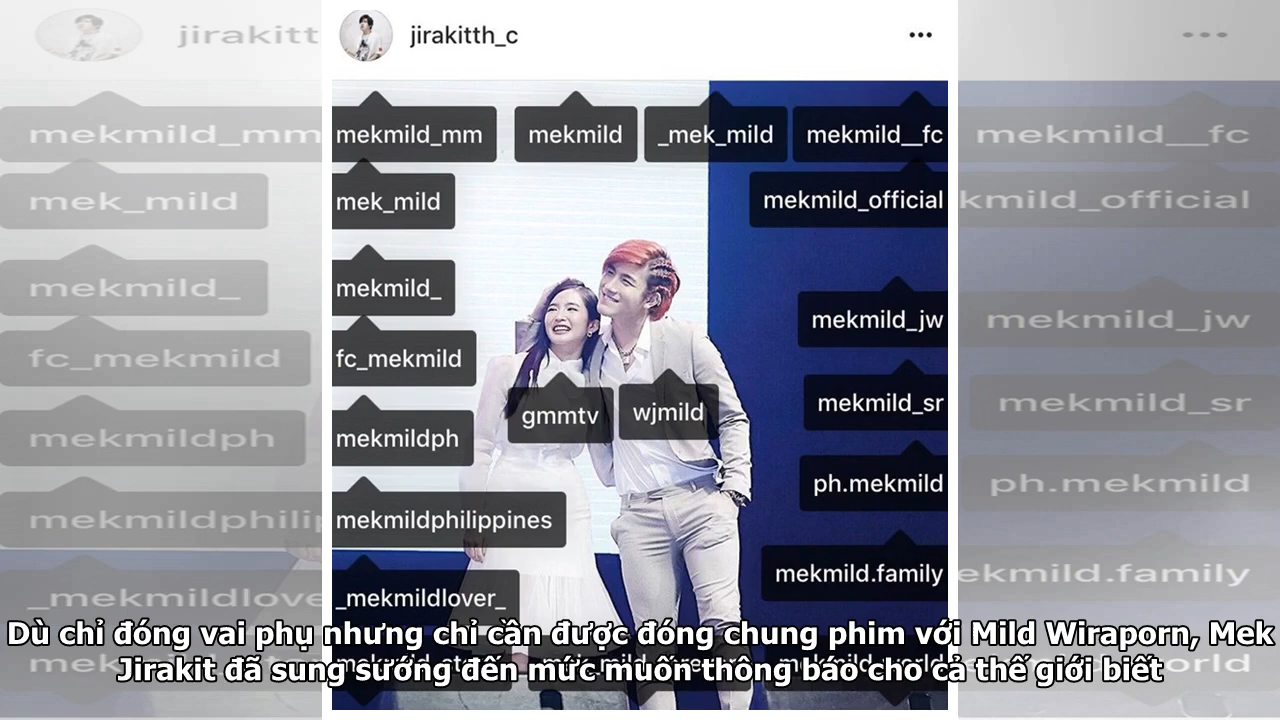 jirakitth_c
mekmild_mm mekmild _mek_mild mekmild__fc
mek_mild mekmild_official
mekmild_ mekmild_jw
fc_mekmild mekmild_sr
gmmtv wjmild
mekmildph ph.mekmild
mekmildphilippines
mekmild.family
_mekmildlover_
Dù chỉ đóng vai phụ nhưng chỉ cần được đóng chung phim với Mild Wiraporn, Mek
Jirakit đã sung sướng đến mức muốn thông báo cho cả thế giới biết